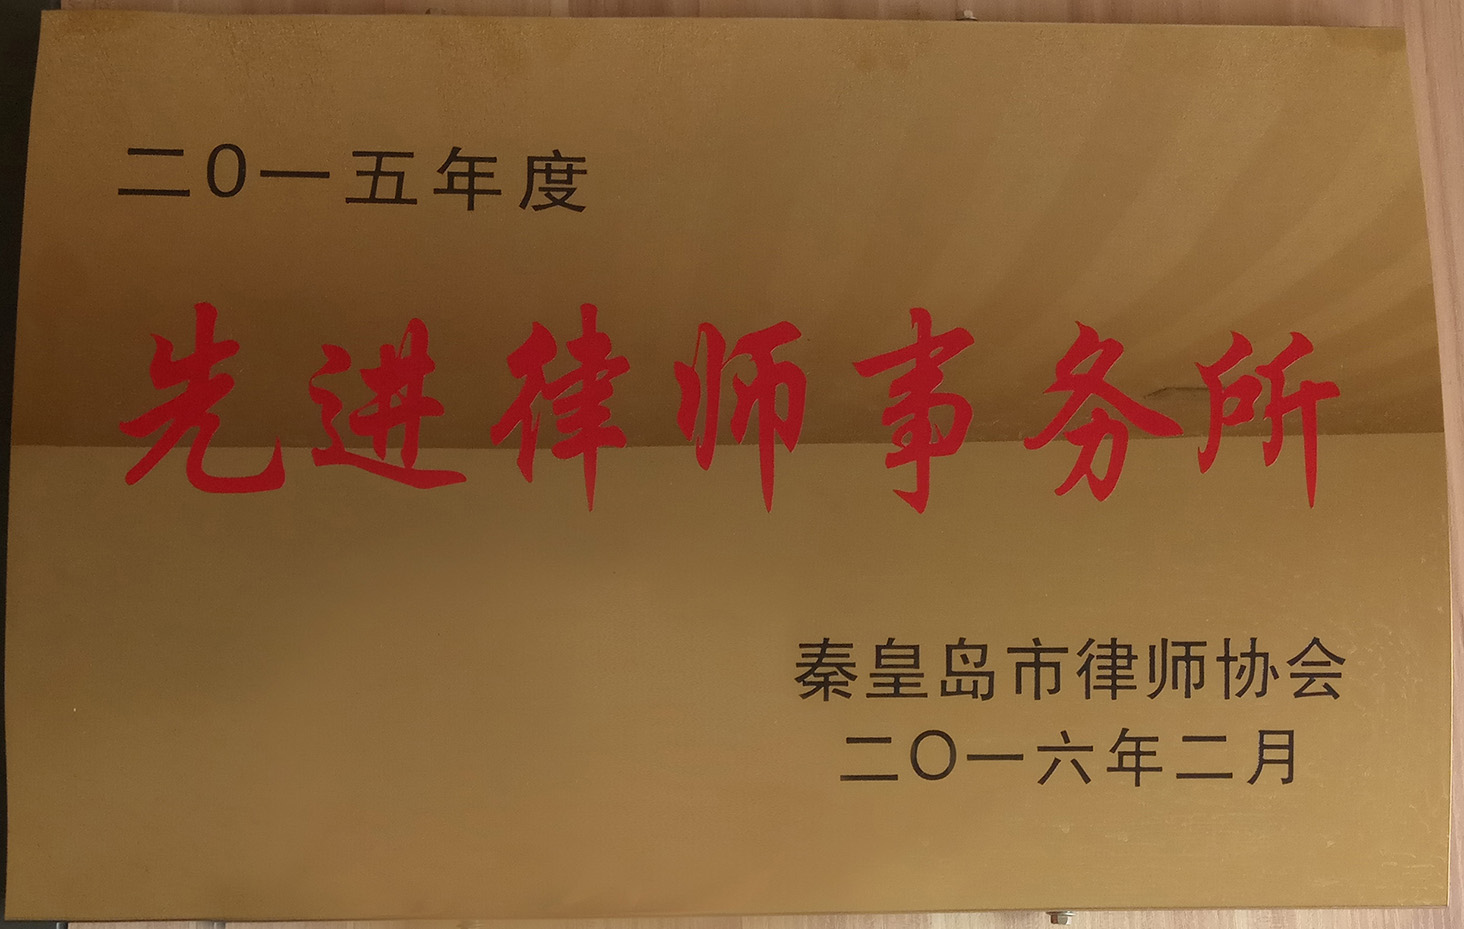 二0一五年度
先进律师事务所
秦皇岛市律师协会
二〇一六年二月